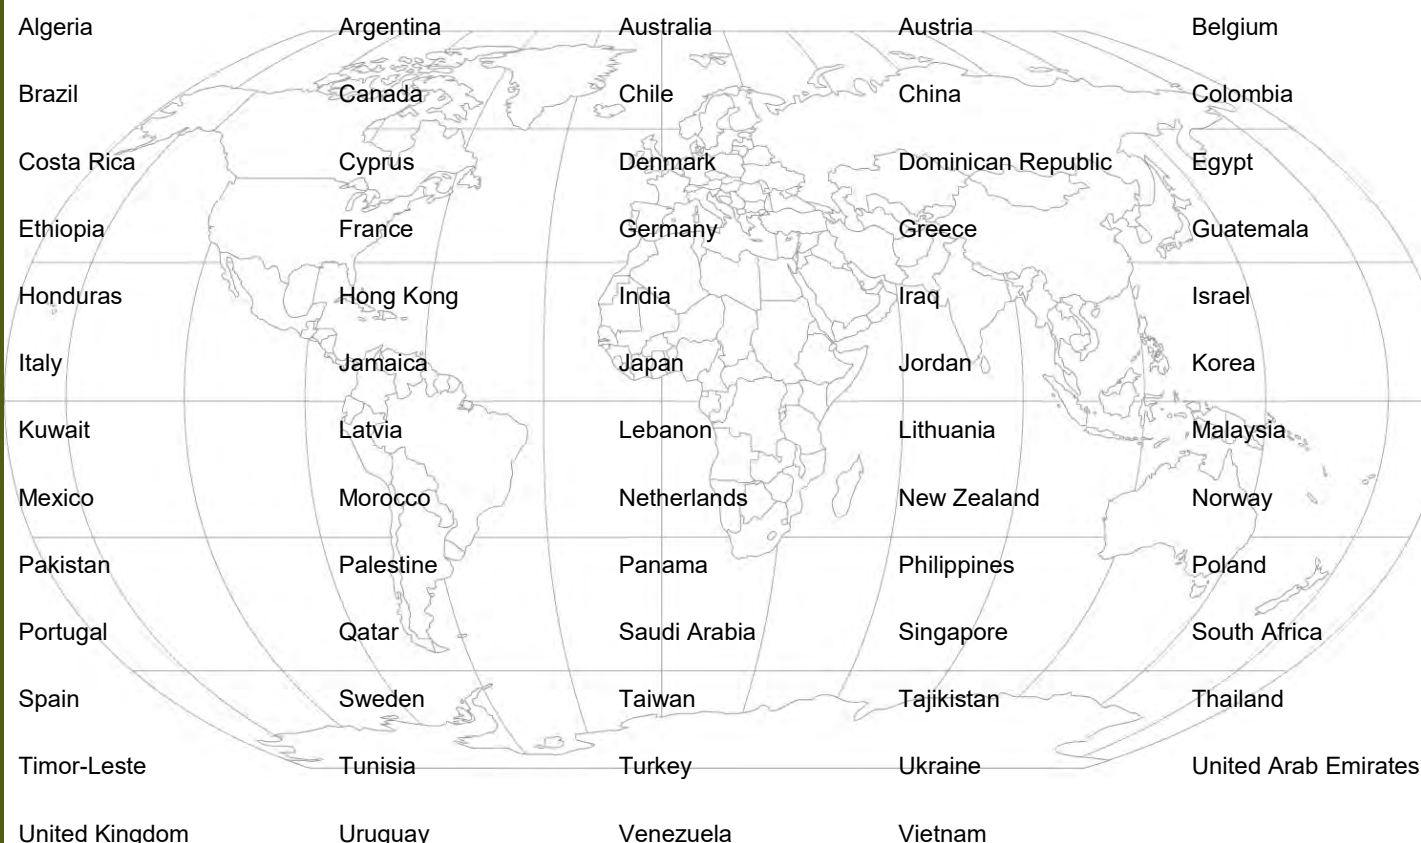 Algeria Argentina Australia Austria Belgium
Brazil Canada Chile China Colombia
Costa Rica Cyprus Denmark Dominican Republic Egypt
Ethiopia France Germany Greece Guatemala
Honduras Hong Kong India Iraq Israel
Italy Jamaica Japan Jordan Korea
Kuwait Latvia Lebanon Lithuania Malaysia
Mexico Morocco Netherlands New Zealand Norway
Pakistan Palestine Panama Philippines Poland
Portugal Qatar Saudi Arabia Singapore South Africa
Spain Sweden Taiwan Tajikistan Thailand
Timor-Leste Tunisia Turkey Ukraine United Arab Emirates
United Kingdom Uruguay Venezuela Vietnam